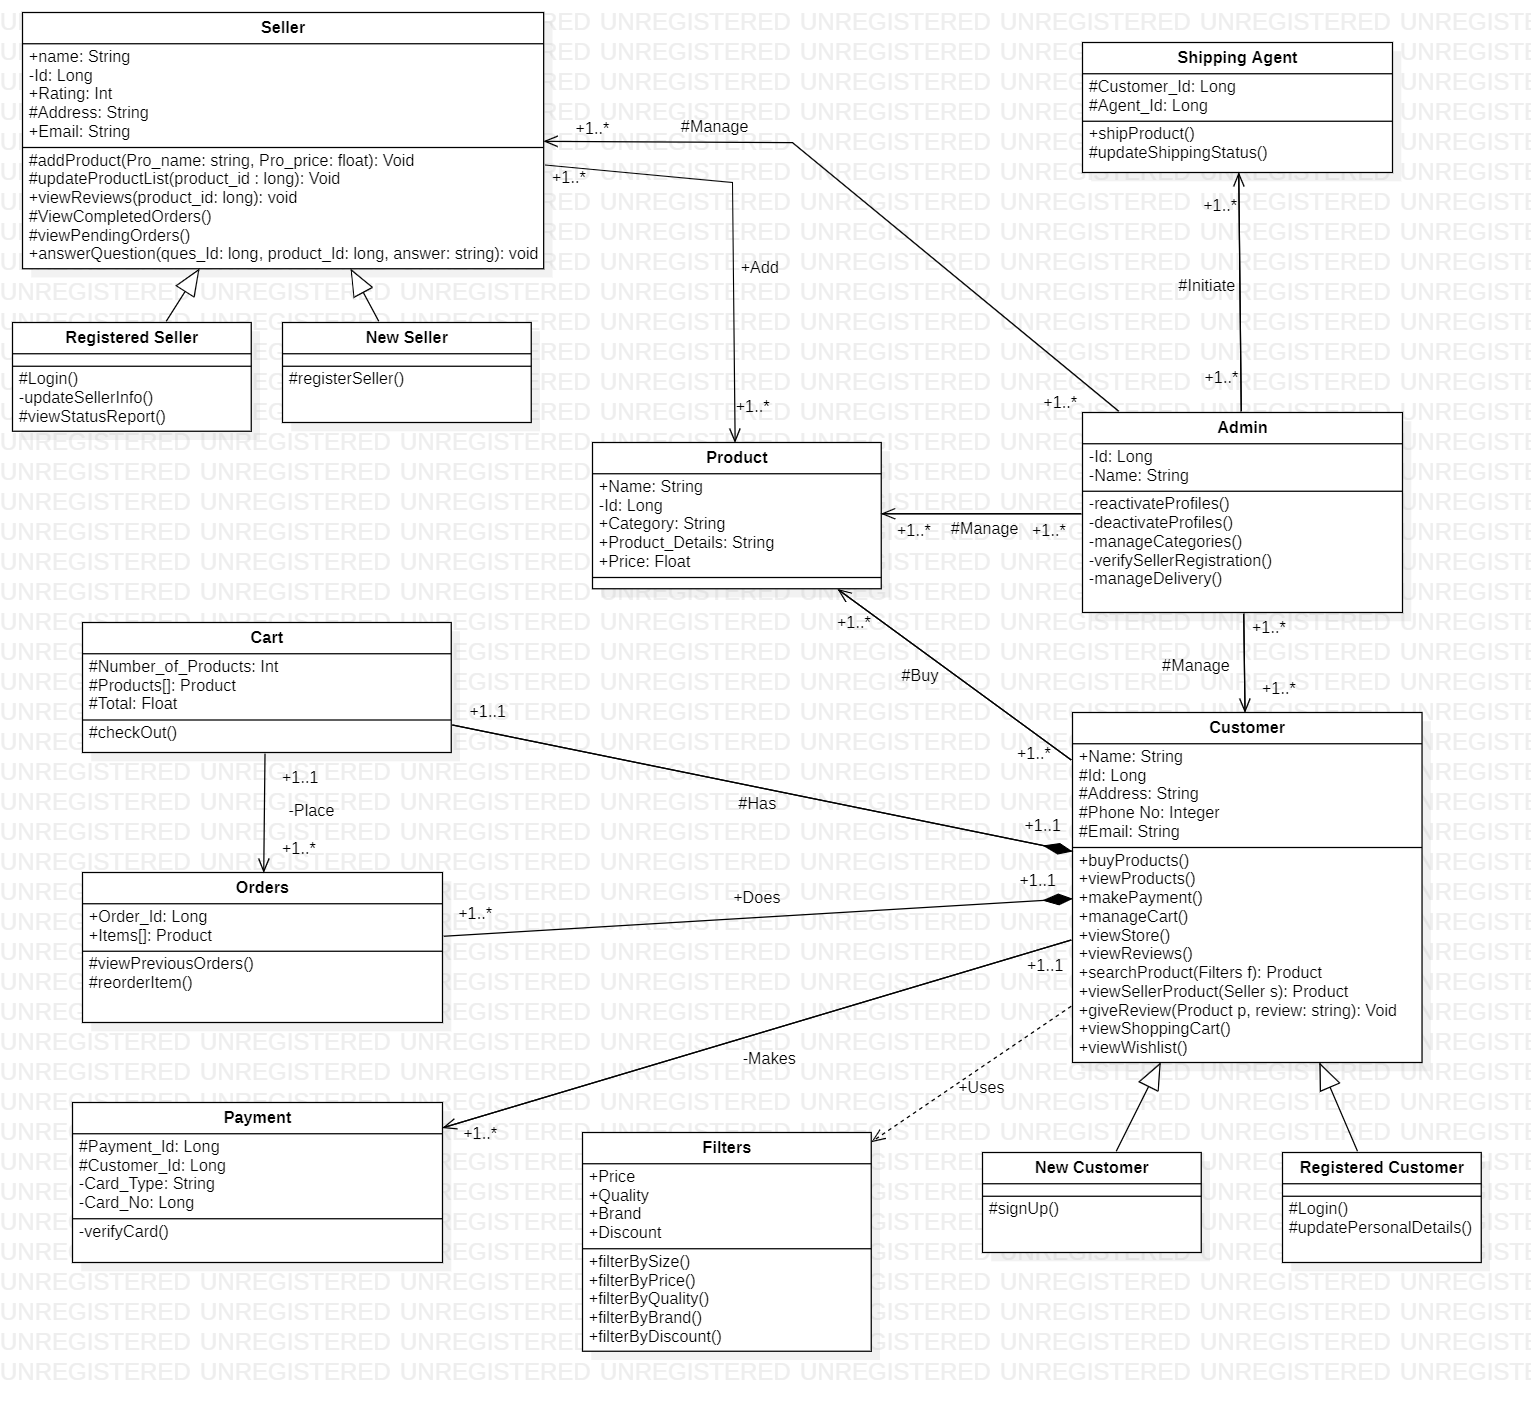 Seller
+name: String
-Id: Long
+Rating: Int
#Address: String
+Email: String
#addProduct(Pro_name: string, Pro_price: float): Void
#updateProductList(product_id : long): Void
+viewReviews(product_id: long): void
#ViewCompletedOrders()
#viewPendingOrders()
+answerQuestion(ques_Id: long, product_Id: long, answer: string): void
Shipping Agent
#Customer_Id: Long
#Agent_Id: Long
+shipProduct()
#updateShippingStatus()
+1..*
#Manage
+1..*
+Add
+1..*
+1..*
#Initiate
+1..*
+1..*
Registered Seller
#Login()
-updateSellerInfo()
#viewStatusReport()
New Seller
#registerSeller()
Product
+Name: String
-Id: Long
+Category: String
+Product_Details: String
+Price: Float
+1..*
#Manage
+1..*
Admin
-Id: Long
-Name: String
-reactivateProfiles()
-deactivateProfiles()
-manageCategories()
-verifySellerRegistration()
-manageDelivery()
+1..*
#Buy
+1..*
+1..*
#Manage
+1..*
Cart
#Number_of_Products: Int
#Products[]: Product
#Total: Float
#checkOut()
+1..1
#Has
+1..1
+1..1
-Place
+1..*
Customer
+Name: String
#Id: Long
#Address: String
#Phone No: Integer
#Email: String
+buyProducts()
+viewProducts()
+makePayment()
+manageCart()
+viewStore()
+viewReviews()
+searchProduct(Filters f): Product
+viewSellerProduct(Seller s): Product
+giveReview(Product p, review: string): Void
+viewShoppingCart()
+viewWishlist()
Orders
+Order_Id: Long
+Items[]: Product
#viewPreviousOrders()
#reorderItem()
+1..*
+Does
+1..1
+1..1
-Makes
+1..*
+Uses
Payment
#Payment_Id: Long
#Customer_Id: Long
-Card_Type: String
-Card_No: Long
-verifyCard()
Filters
+Price
+Quality
+Brand
+Discount
+filterBySize()
+filterByPrice()
+filterByQuality()
+filterByBrand()
+filterByDiscount()
New Customer
#signUp()
Registered Customer
#Login()
#updatePersonalDetails()
UNREGISTERED